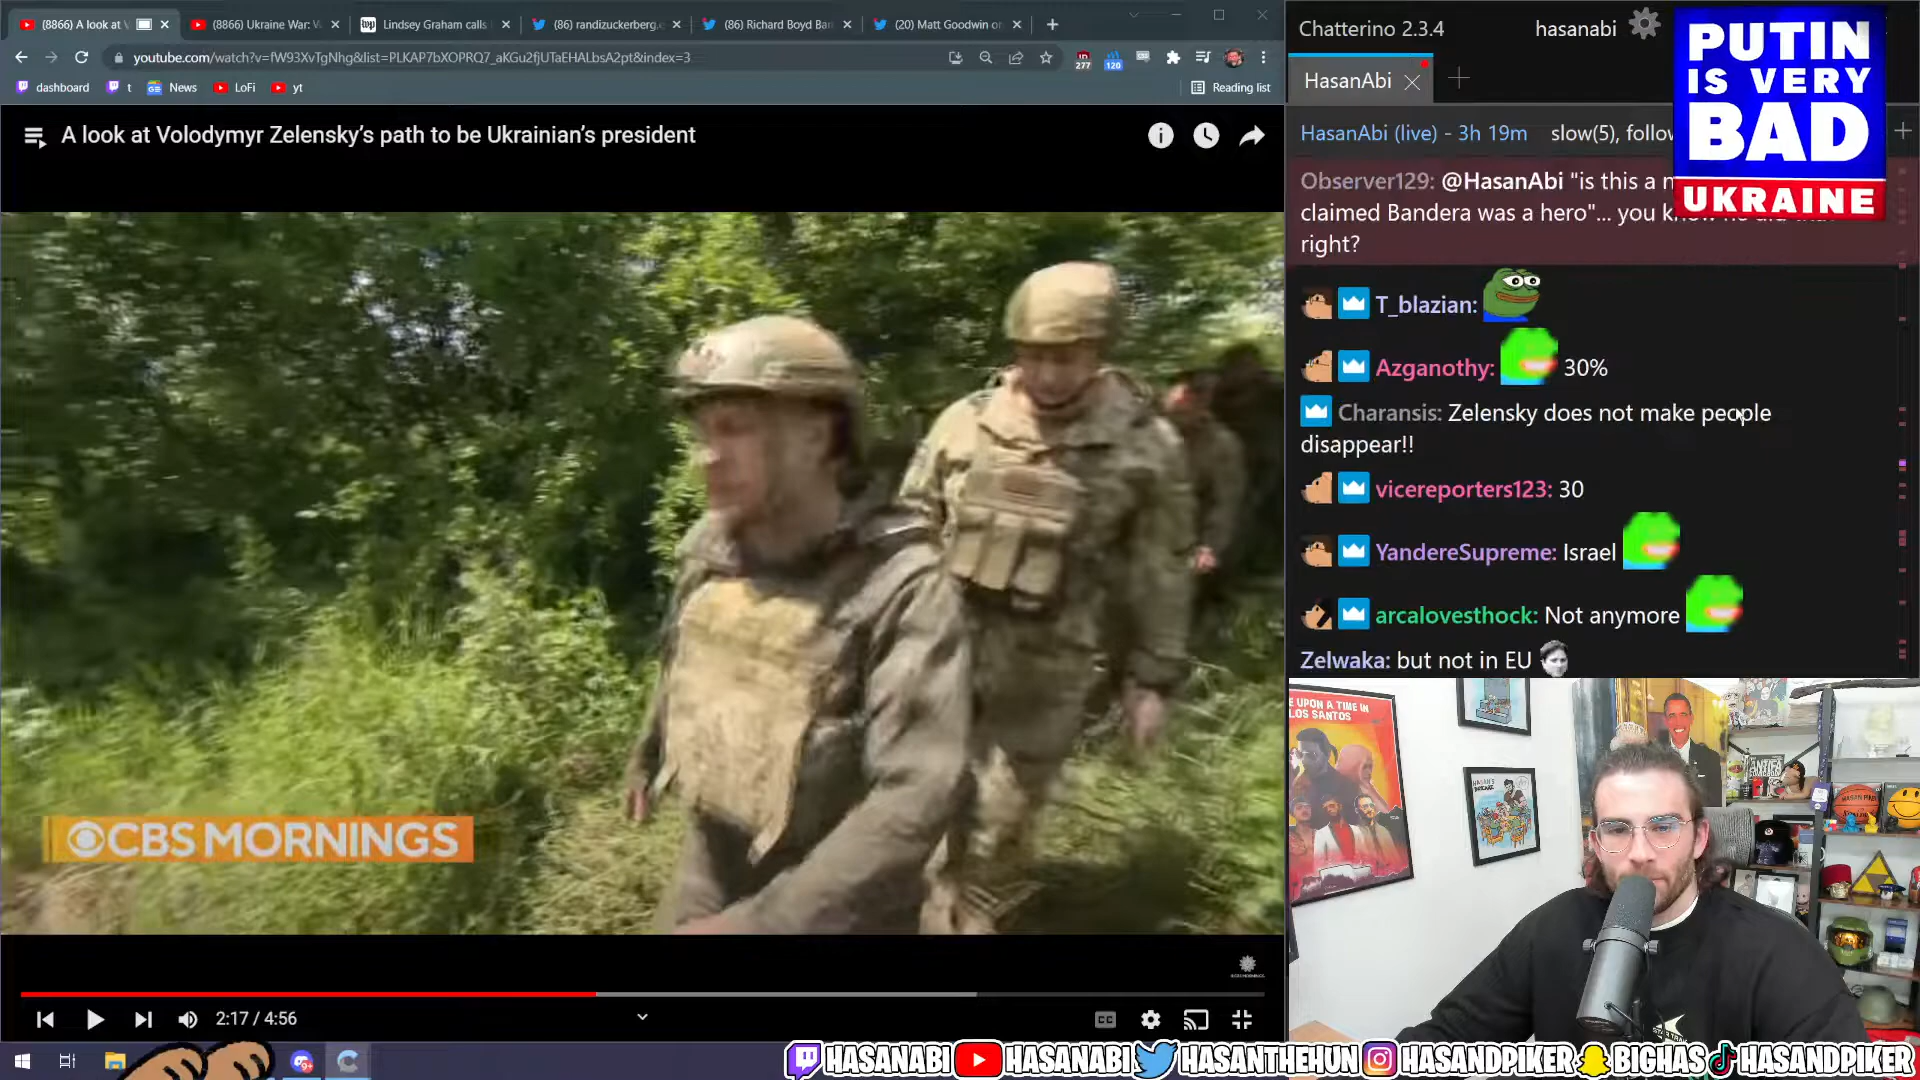 (8866) A look at V
(8866) Ukraine War: V
Lindsey Graham calls
(86) randizuckerberg.e
(86) Richard Boyd Bar
(20) Matt Goodwin on
youtube.com/watch?v=fW93XvTgNhg&list=PLKAP7bXOPRQ7_aKGu2fjUTaEHALbsA2pt&index=3
277
120
dashboard
t
News
LoFi
yt
Reading list
A look at Volodymyr Zelensky's path to be Ukrainian's president
CBS MORNINGS
2:17 / 4:56
CC
Chatterino 2.3.4
hasanabi
HasanAbi
HasanAbi (live) - 3h 19m
slow(5), follow
PUTIN
IS VERY
BAD
UKRAINE
Observer129: @HasanAbi "is this a
claimed Bandera was a hero"... you
right?
T_blazian:
Azganothy: 30%
Charansis: Zelensky does not make people
disappear!!
vicereporters123: 30
YandereSupreme: Israel
arcalovesthock: Not anymore
Zelwaka: but not in EU
UPON A TIME IN
LOS SANTOS
HASANABI
HASANABI
HASANTHEHUN
HASANDPIKER
BIGHAS
HASANDPIKER